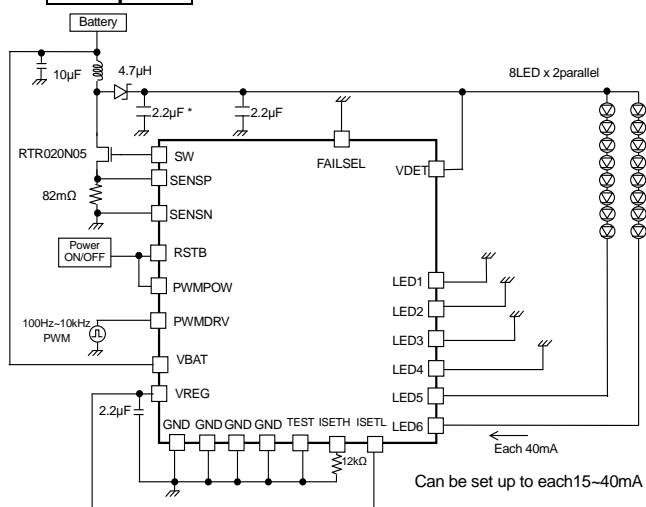 Battery
10μF
4.7μH
8LED x 2parallel
2.2μF *
2.2μF
RTR020N05
SW
FAILSEL
VDET
SENSP
82mΩ
SENSN
Power
ON/OFF
RSTB
PWMPOW
LED1
LED2
100Hz~10kHz
PWM
PWMDRV
LED3
LED4
VBAT
LED5
VREG
2.2μF
GND
GND
GND
GND
TEST
ISETH
ISETL
LED6
Each 40mA
12kΩ
Can be set up to each15~40mA